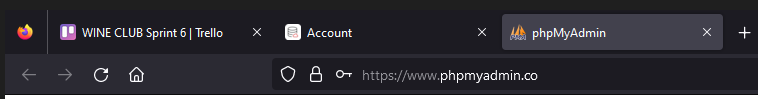 WINE CLUB Sprint 6 | Trello
Account
phpMyAdmin
https://www.phpmyadmin.co